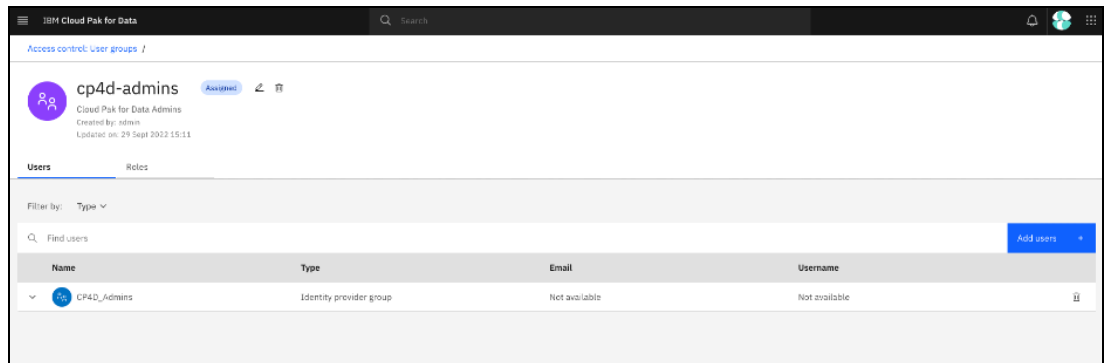 IBM Cloud Pak for Data
Search
Access control: User groups /
cp4d-admins Assigned
Cloud Pak for Data Admins
Created by: admin
Updated on: 29 Sept 2022 15:11
Users Roles
Filter by: Type
Find users
Add users +
Name Type Email Username
CP4D_Admins Identity provider group Not available Not available